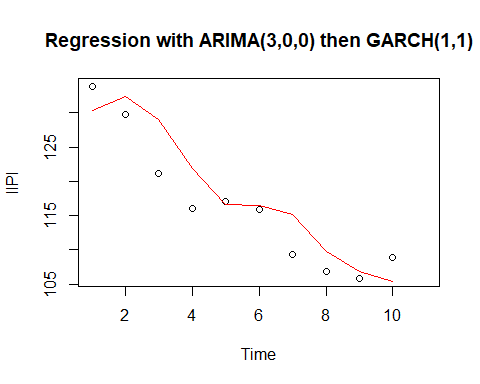 Regression with ARIMA(3,0,0) then GARCH(1,1)
IIPI
125
115
105
2 4 6 8 10
Time